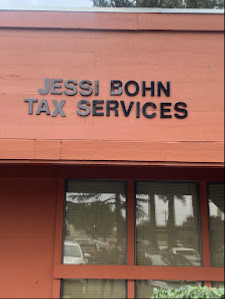 JESSI BOHN
TAX SERVICES